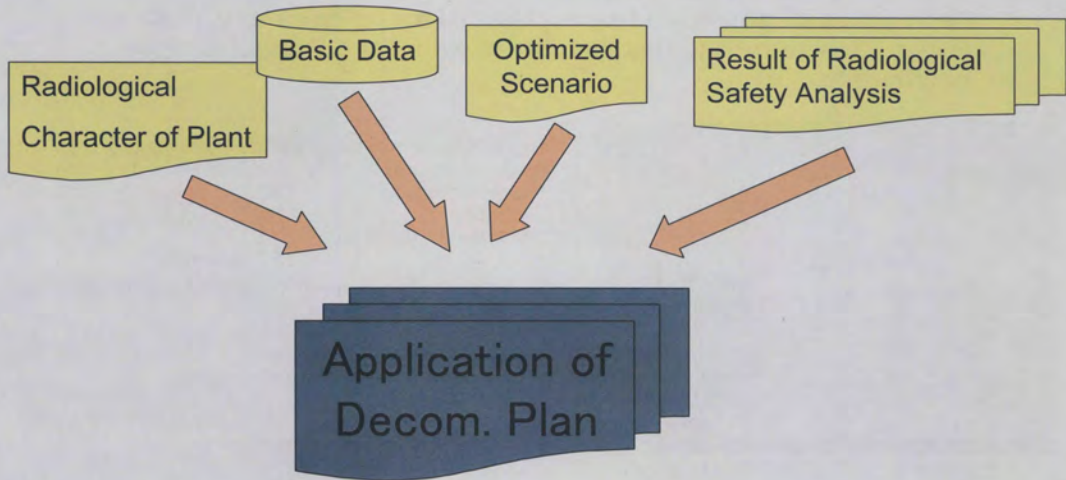 Radiological
Character of Plant
Basic Data
Optimized
Scenario
Result of Radiological
Safety Analysis
Application of
Decom. Plan